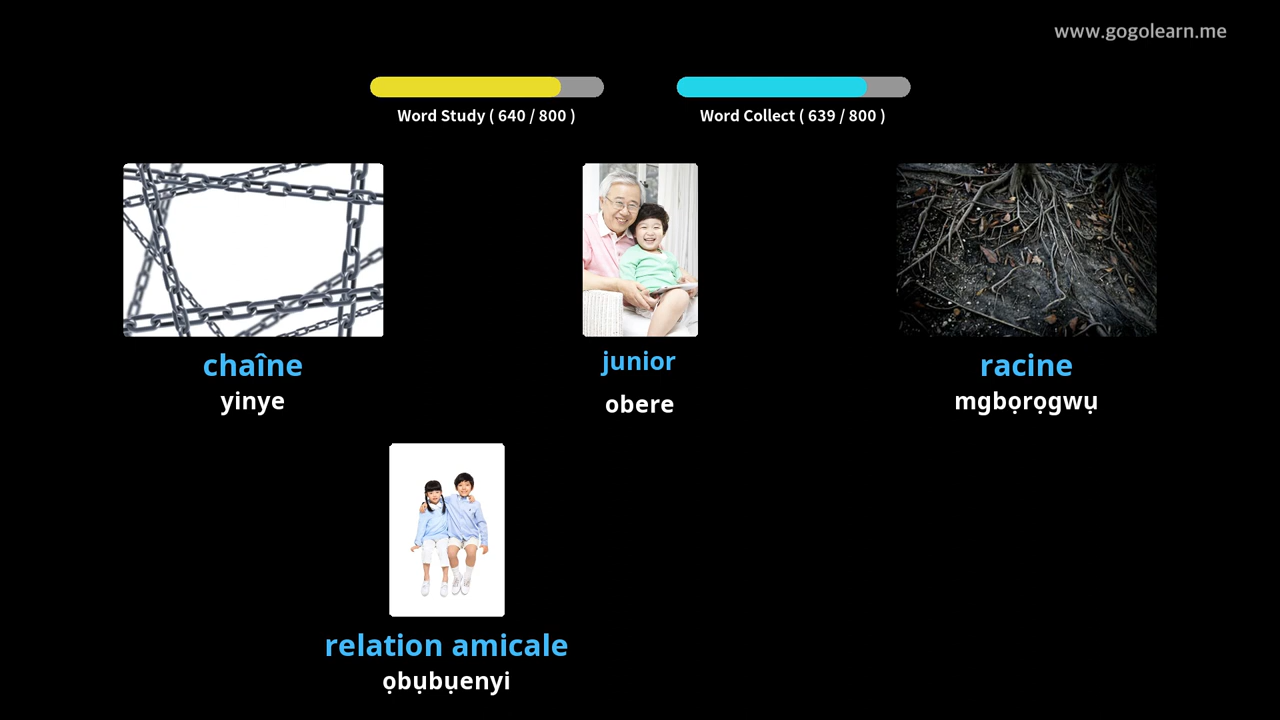 www.gogolearn.me
Word Study ( 640 / 800 )
Word Collect ( 639 / 800 )
chaîne
yinye
junior
obere
racine
mgbọrọgwụ
relation amicale
ọbụbụenyi